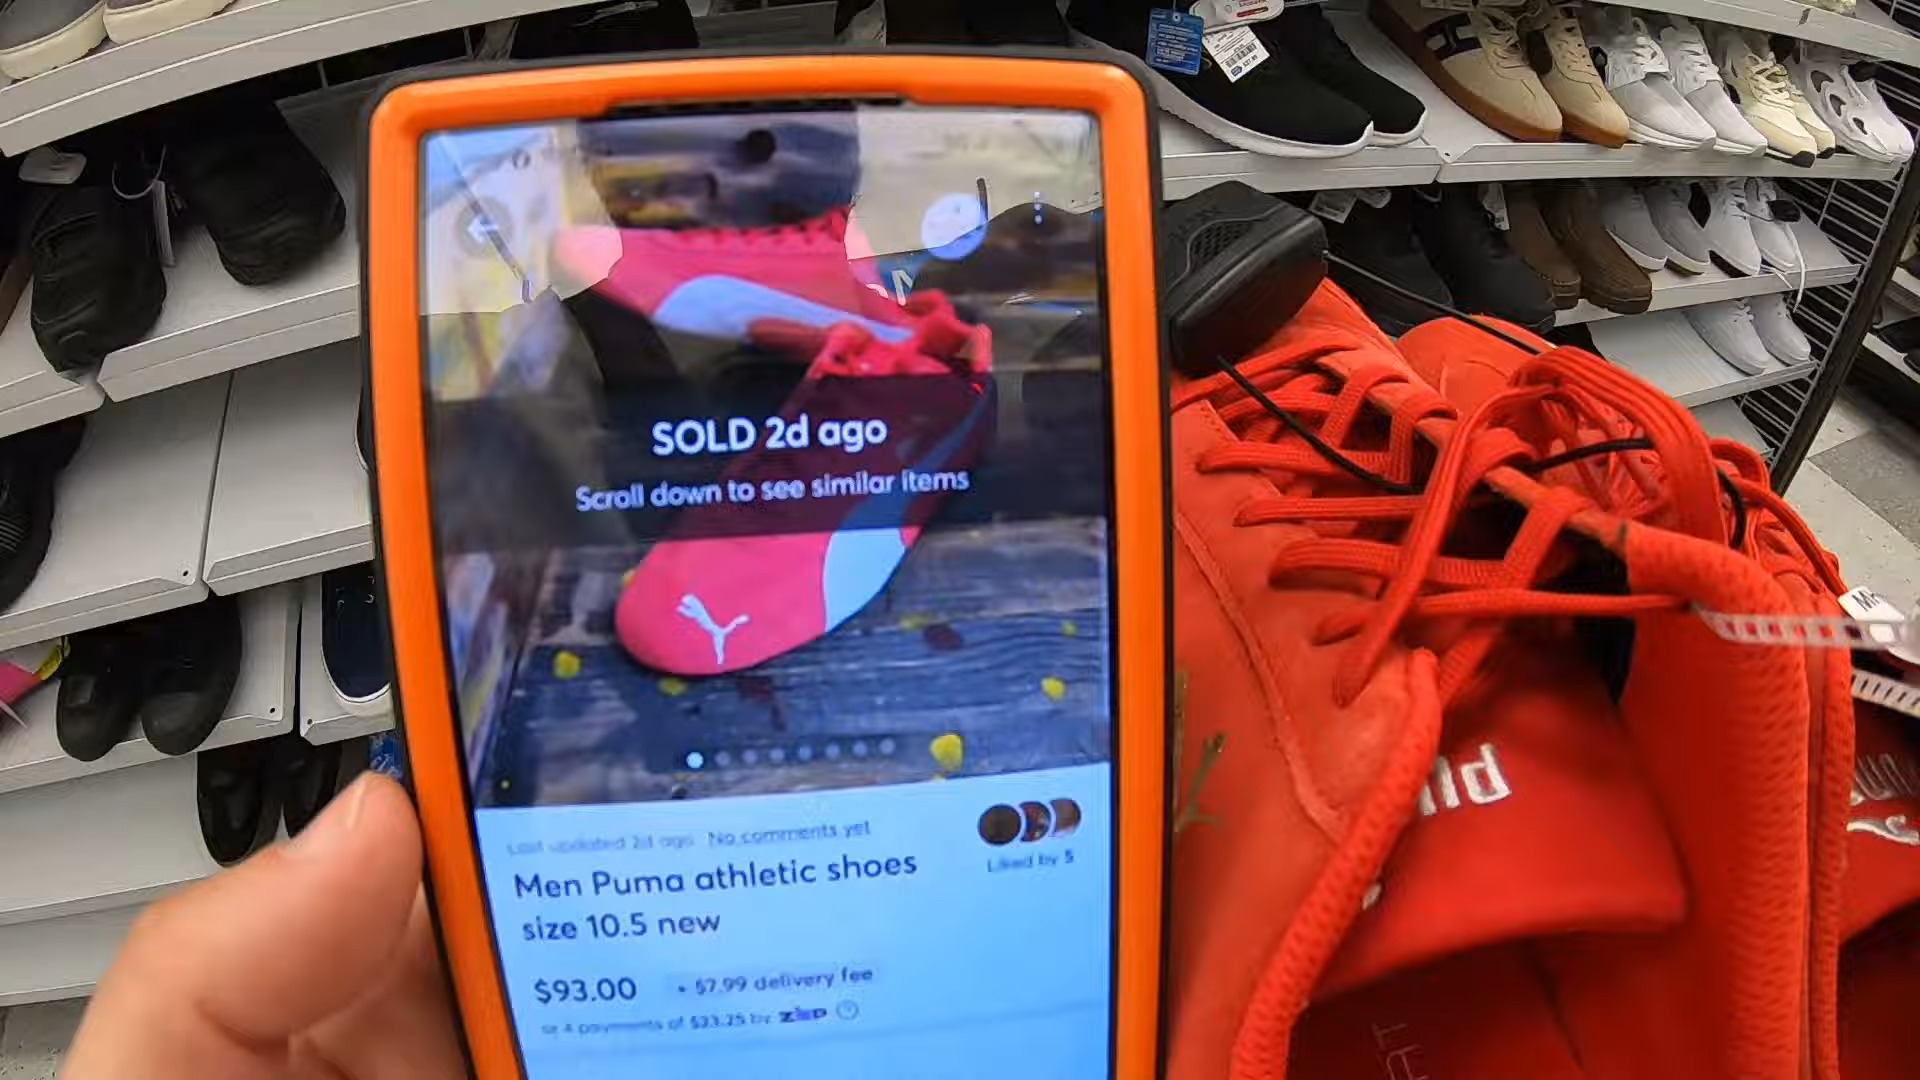 SOLD 2d ago
Scroll down to see similar items
Last updated 2d ago No comments yet
Liked by 5
Men Puma athletic shoes
size 10.5 new
$93.00 + $7.99 delivery fee
or 4 payments of $23.25 by zip